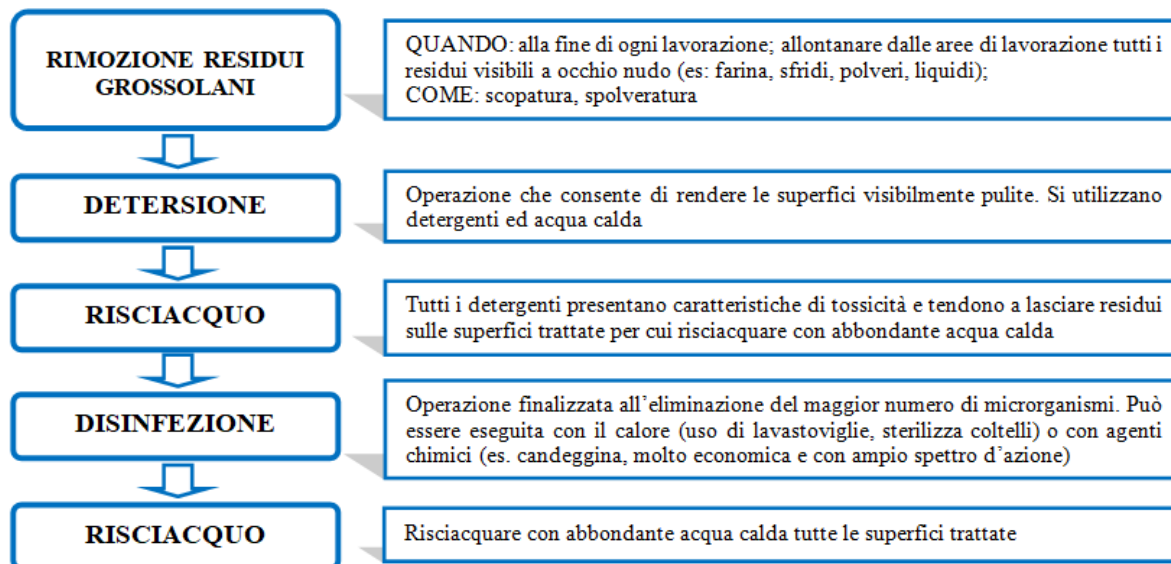 RIMOZIONE RESIDUI
GROSSOLANI
QUANDO: alla fine di ogni lavorazione; allontanare dalle aree di lavorazione tutti i
residui visibili a occhio nudo (es: farina, sfridi, polveri, liquidi);
COME: scopatura, spolveratura
DETERSIONE
Operazione che consente di rendere le superfici visibilmente pulite. Si utilizzano
detergenti ed acqua calda
RISCIACQUO
Tutti i detergenti presentano caratteristiche di tossicità e tendono a lasciare residui
sulle superfici trattate per cui risciacquare con abbondante acqua calda
DISINFEZIONE
Operazione finalizzata all’eliminazione del maggior numero di microrganismi. Può
essere eseguita con il calore (uso di lavastoviglie, sterilizza coltelli) o con agenti
chimici (es. candeggina, molto economica e con ampio spettro d’azione)
RISCIACQUO
Risciacquare con abbondante acqua calda tutte le superfici trattate